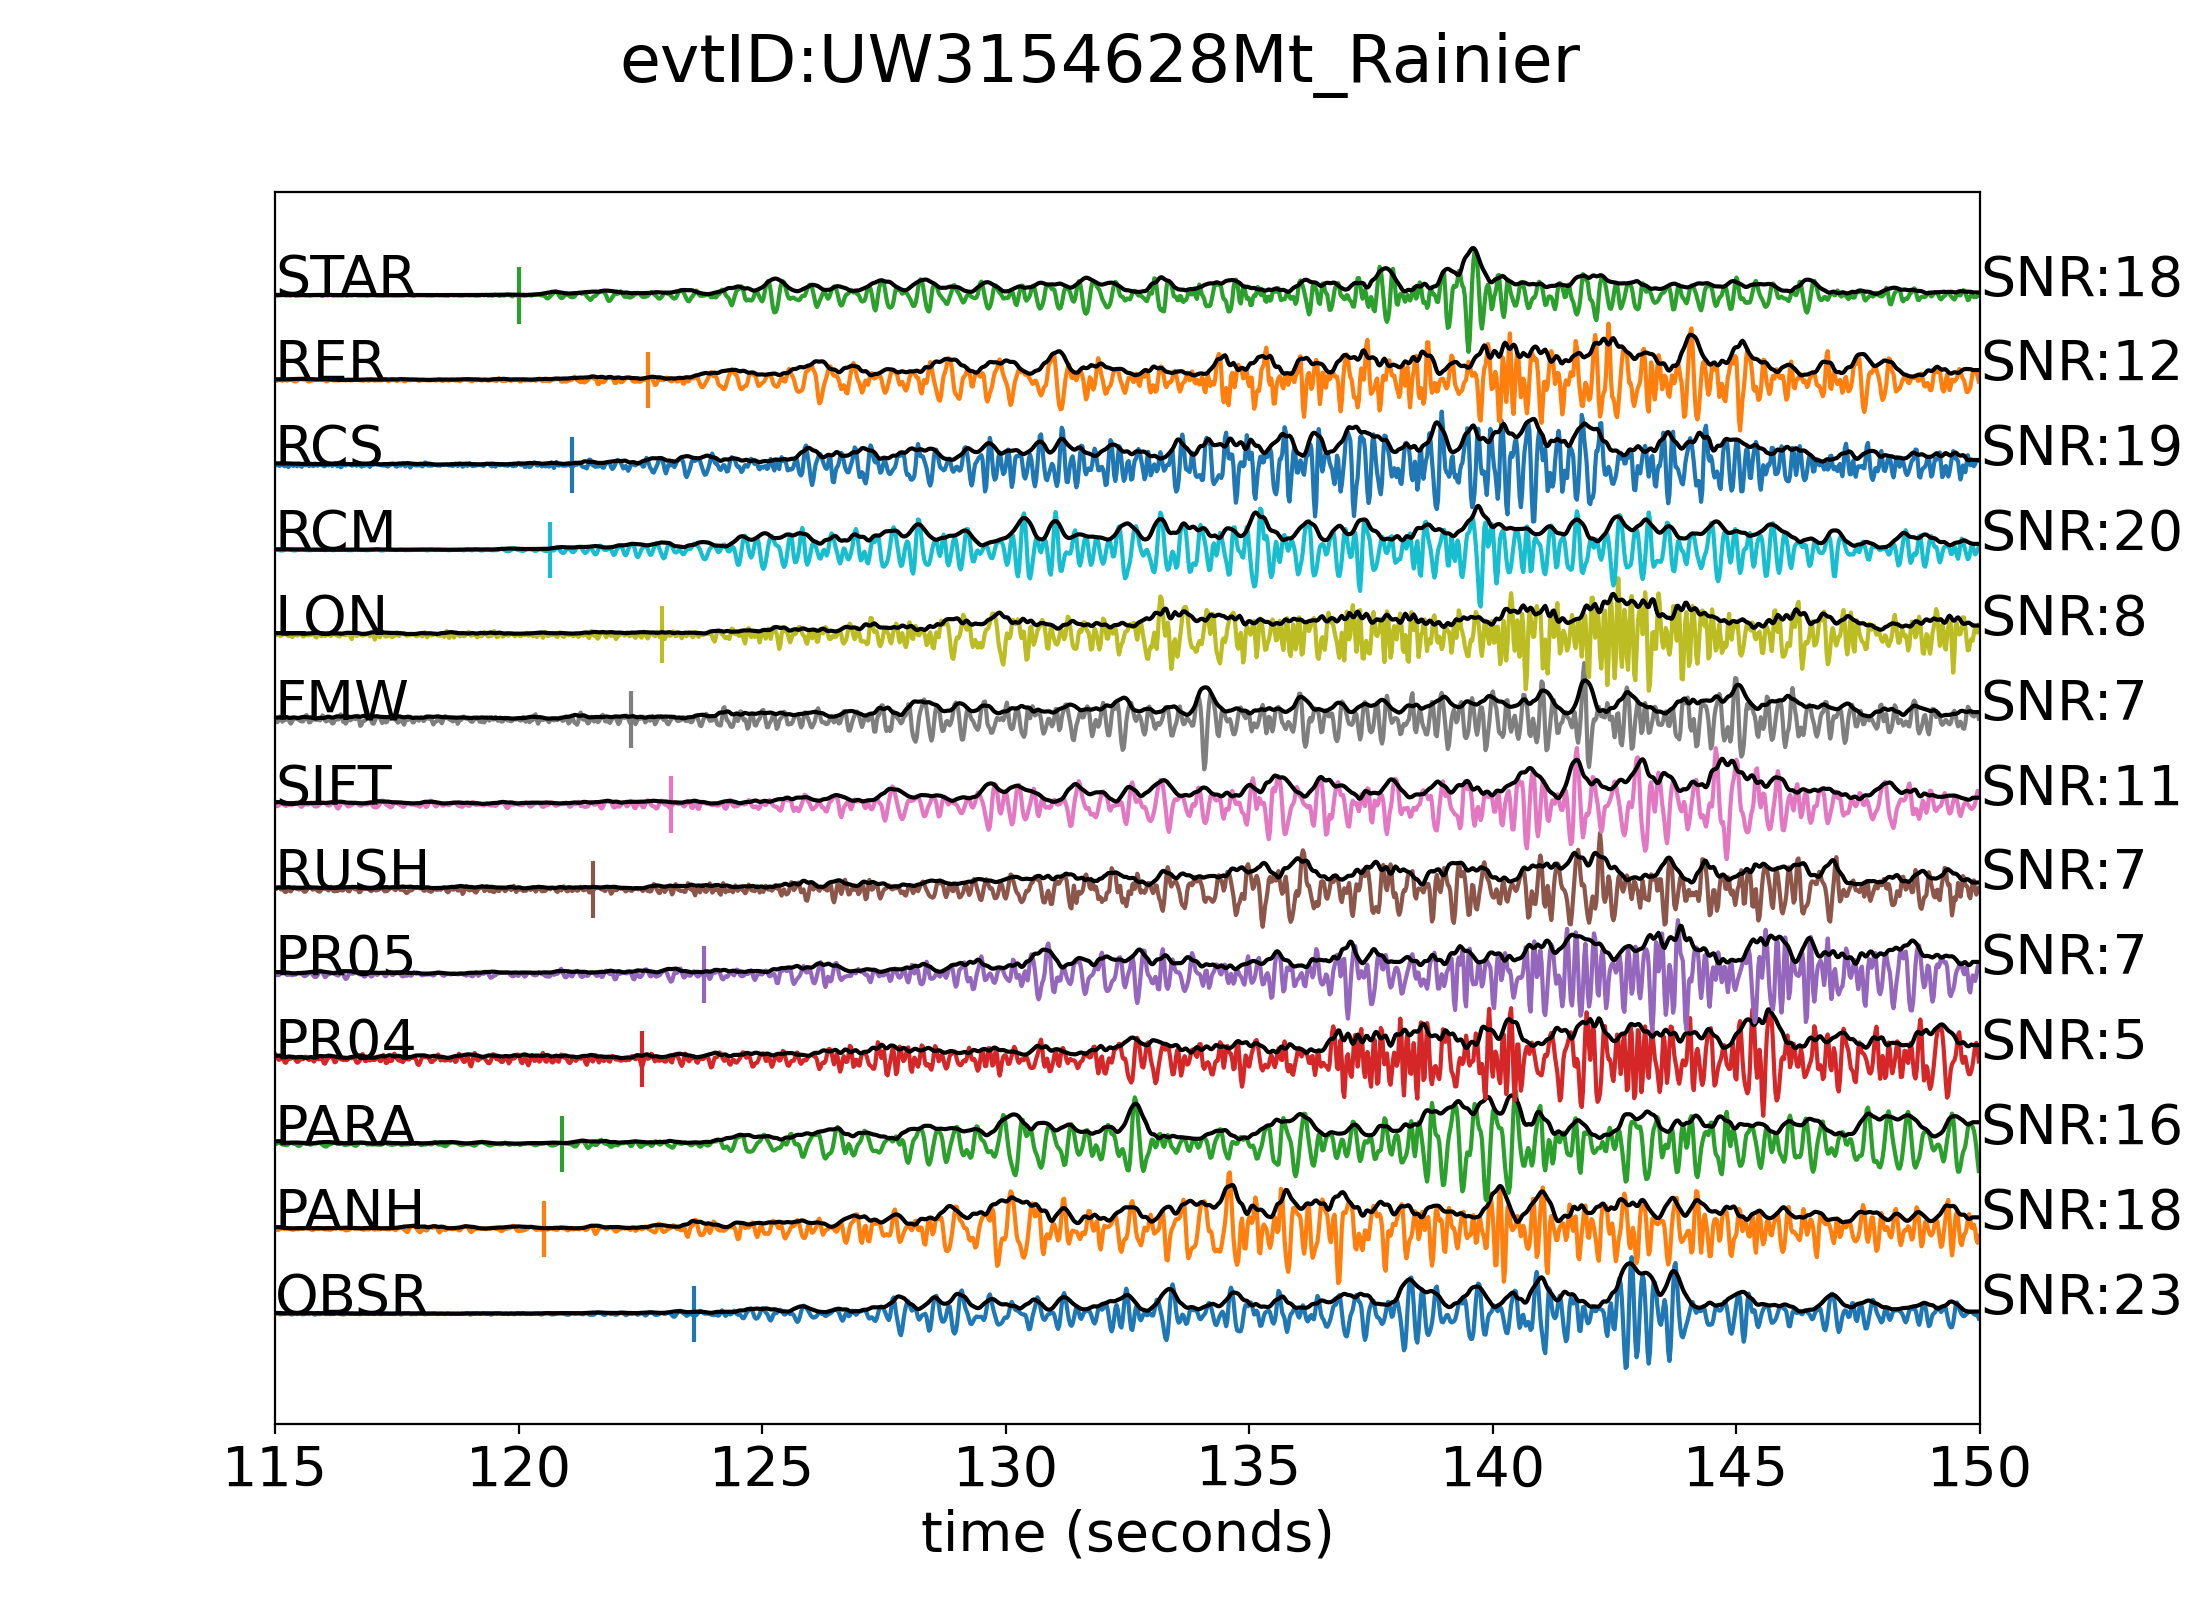 evtID:UW3154628Mt_Rainier
STAR SNR:18
RER SNR:12
RCS SNR:19
RCM SNR:20
LON SNR:8
FMW SNR:7
SIFT SNR:11
RUSH SNR:7
PR05 SNR:7
PR04 SNR:5
PARA SNR:16
PANH SNR:18
OBSR SNR:23
115 120 125 130 135 140 145 150
time (seconds)